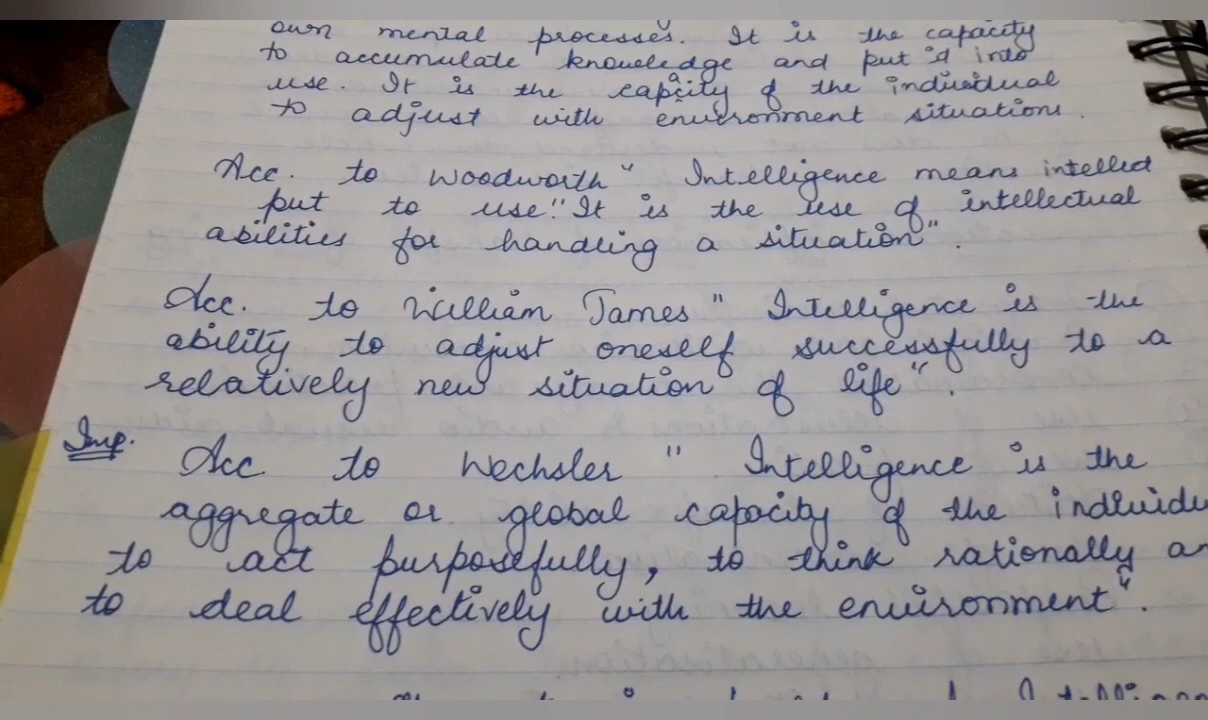 own mental processes. It is the capacity
to accumulate knowledge and put it into
use. It is the capacity of the individual
to adjust with environment situations.
Acc. to Woodworth " Intelligence means intellect
put to use." It is the use of intellectual
abilities for handling a situation".
Acc. to William James " Intelligence is the
ability to adjust oneself successfully to a
relatively new situation of life".
Imp.
Acc to Wechsler " Intelligence is the
aggregate or global capacity of the individu
to act purposefully, to think rationally an
to deal effectively with the environment".